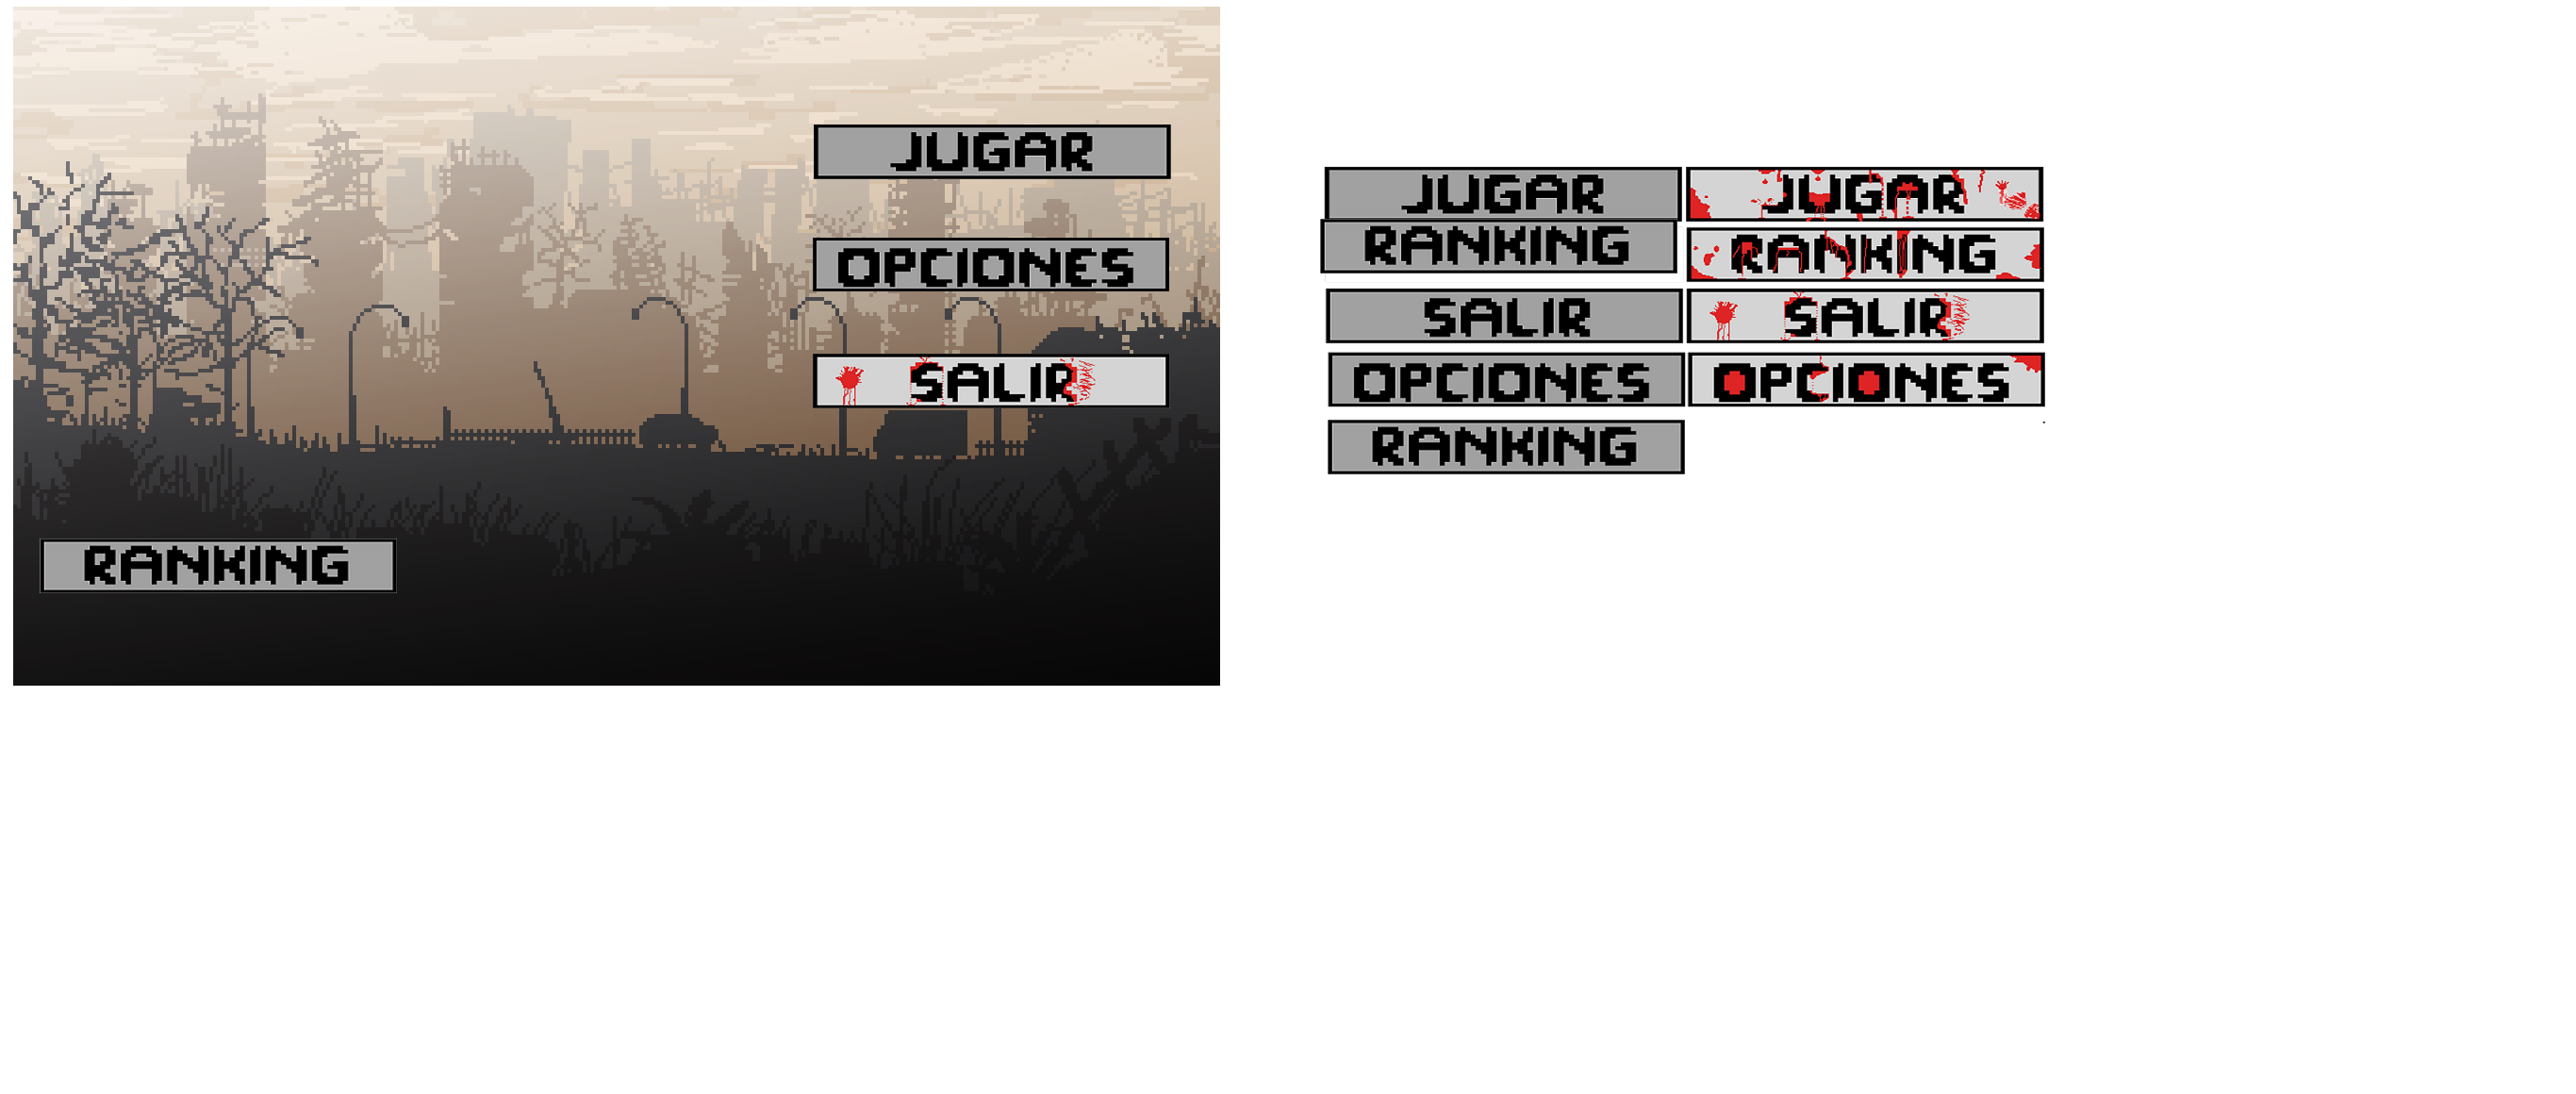 JUGAR
OPCIONES
SALIR
RANKING
JUGAR JUGAR
RANKING RANKING
SALIR SALIR
OPCIONES OPCIONES
RANKING